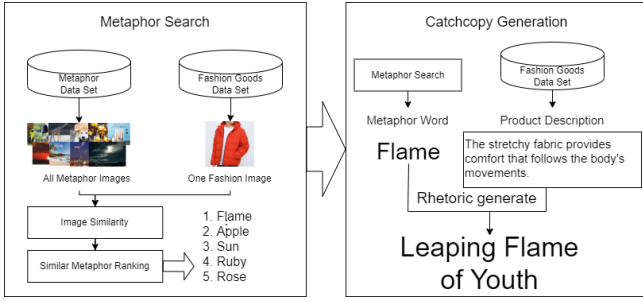 Metaphor Search
Metaphor
Data Set
Fashion Goods
Data Set
All Metaphor Images
One Fashion Image
Image Similarity
Similar Metaphor Ranking
1. Flame
2. Apple
3. Sun
4. Ruby
5. Rose
Catchcopy Generation
Metaphor Search
Fashion Goods
Data Set
Metaphor Word
Product Description
Flame
The stretchy fabric provides
comfort that follows the body's
movements.
Rhetoric generate
Leaping Flame
of Youth